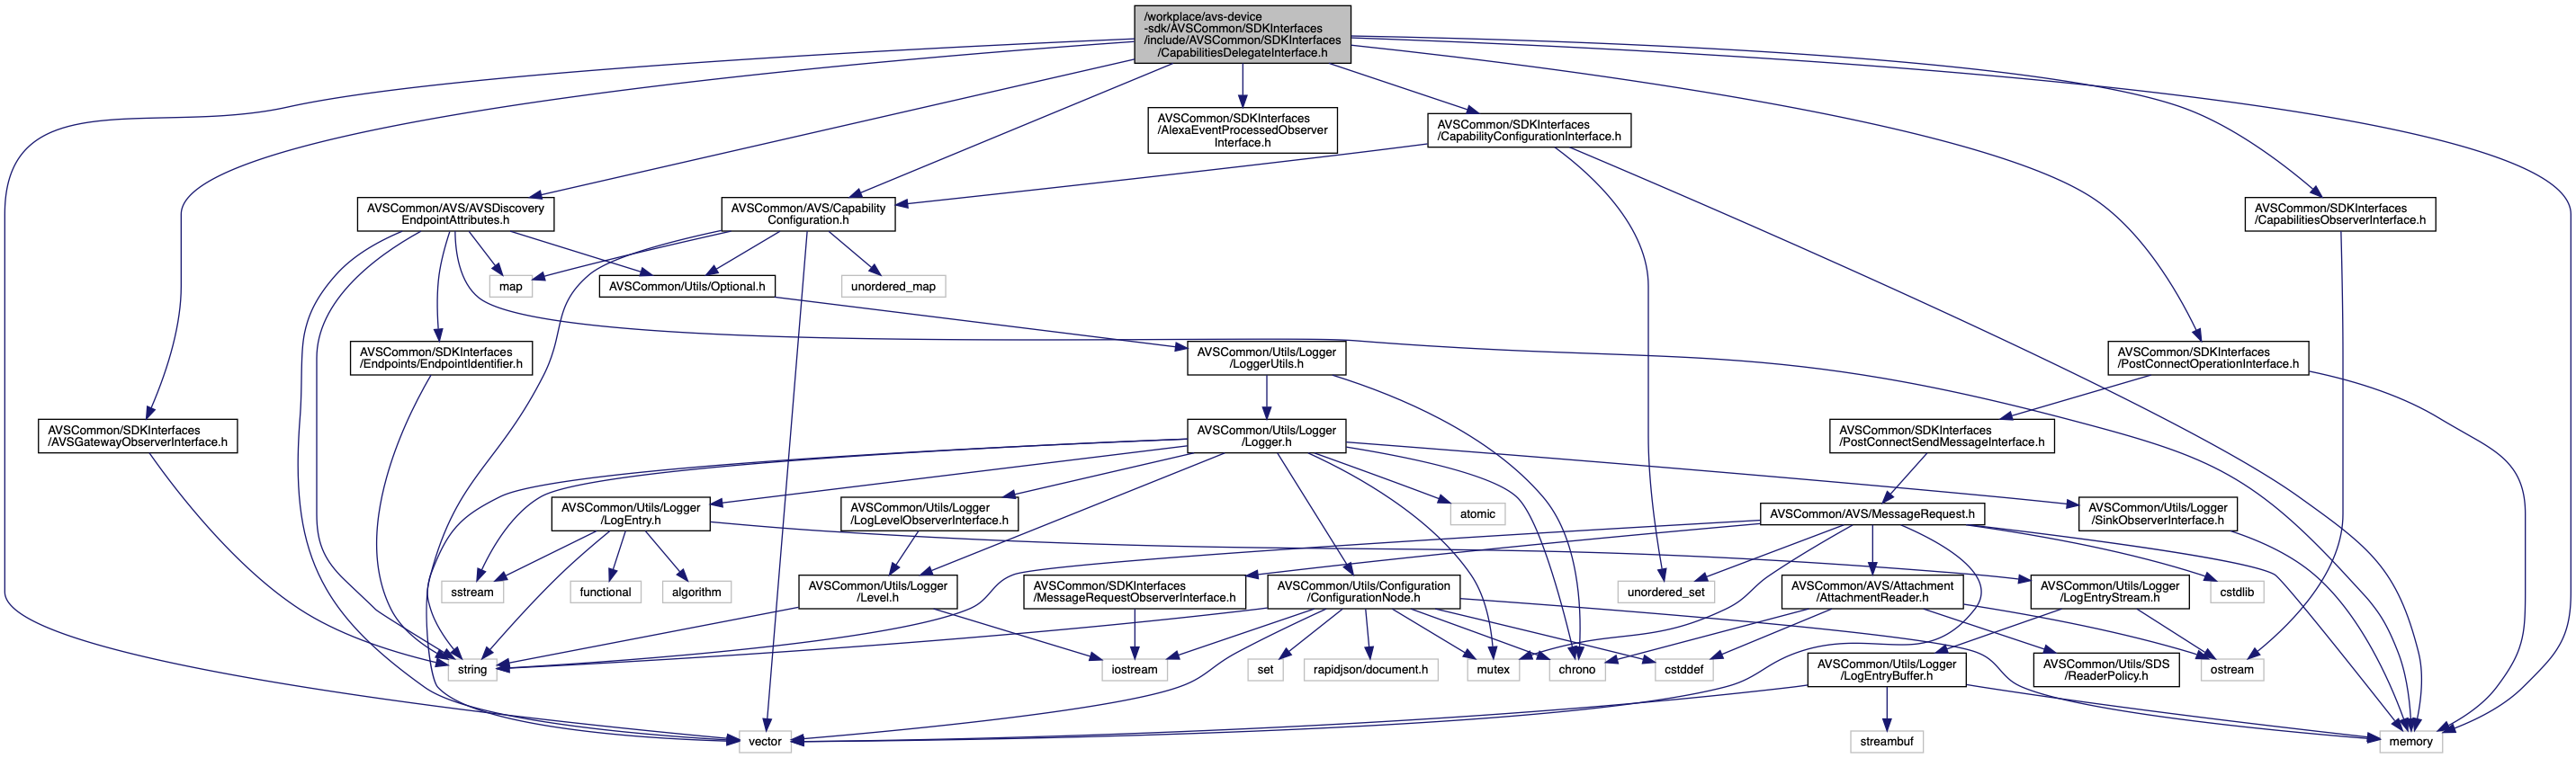 /workplace/avs-device
-sdk/AVSCommon/SDKInterfaces
/include/AVSCommon/SDKInterfaces
/CapabilitiesDelegateInterface.h
AVSCommon/SDKInterfaces
/AlexaEventProcessedObserver
Interface.h
AVSCommon/SDKInterfaces
/CapabilityConfigurationInterface.h
AVSCommon/AVS/AVSDiscovery
EndpointAttributes.h
AVSCommon/AVS/Capability
Configuration.h
AVSCommon/SDKInterfaces
/CapabilitiesObserverInterface.h
map
AVSCommon/Utils/Optional.h
unordered_map
AVSCommon/SDKInterfaces
/Endpoints/EndpointIdentifier.h
AVSCommon/Utils/Logger
/LoggerUtils.h
AVSCommon/SDKInterfaces
/PostConnectOperationInterface.h
AVSCommon/SDKInterfaces
/AVSGatewayObserverInterface.h
AVSCommon/Utils/Logger
/Logger.h
AVSCommon/SDKInterfaces
/PostConnectSendMessageInterface.h
AVSCommon/Utils/Logger
/LogEntry.h
AVSCommon/Utils/Logger
/LogLevelObserverInterface.h
atomic
AVSCommon/AVS/MessageRequest.h
AVSCommon/Utils/Logger
/SinkObserverInterface.h
sstream
functional
algorithm
AVSCommon/Utils/Logger
/Level.h
AVSCommon/SDKInterfaces
/MessageRequestObserverInterface.h
AVSCommon/Utils/Configuration
/ConfigurationNode.h
unordered_set
AVSCommon/AVS/Attachment
/AttachmentReader.h
AVSCommon/Utils/Logger
/LogEntryStream.h
cstdlib
string
iostream
set
rapidjson/document.h
mutex
chrono
cstddef
AVSCommon/Utils/Logger
/LogEntryBuffer.h
AVSCommon/Utils/SDS
/ReaderPolicy.h
ostream
vector
streambuf
memory